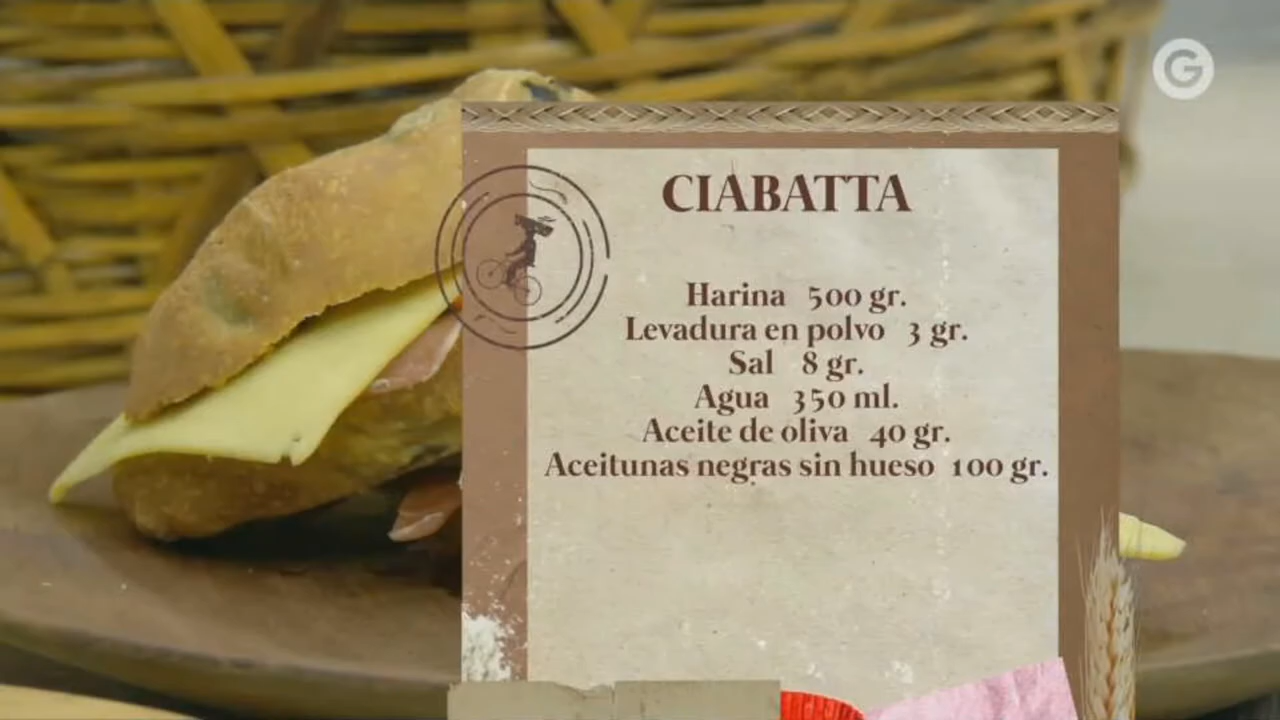 G
CIABATTA
Harina 500 gr.
Levadura en polvo 3 gr.
Sal 8 gr.
Agua 350 ml.
Aceite de oliva 40 gr.
Aceitunas negras sin hueso 100 gr.